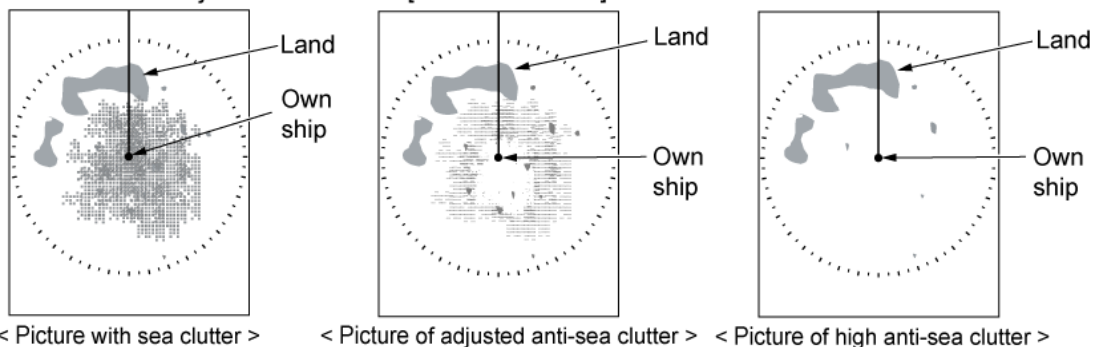 Land
Own
ship
< Picture with sea clutter >
Land
Own
ship
< Picture of adjusted anti-sea clutter >
Land
Own
ship
< Picture of high anti-sea clutter >